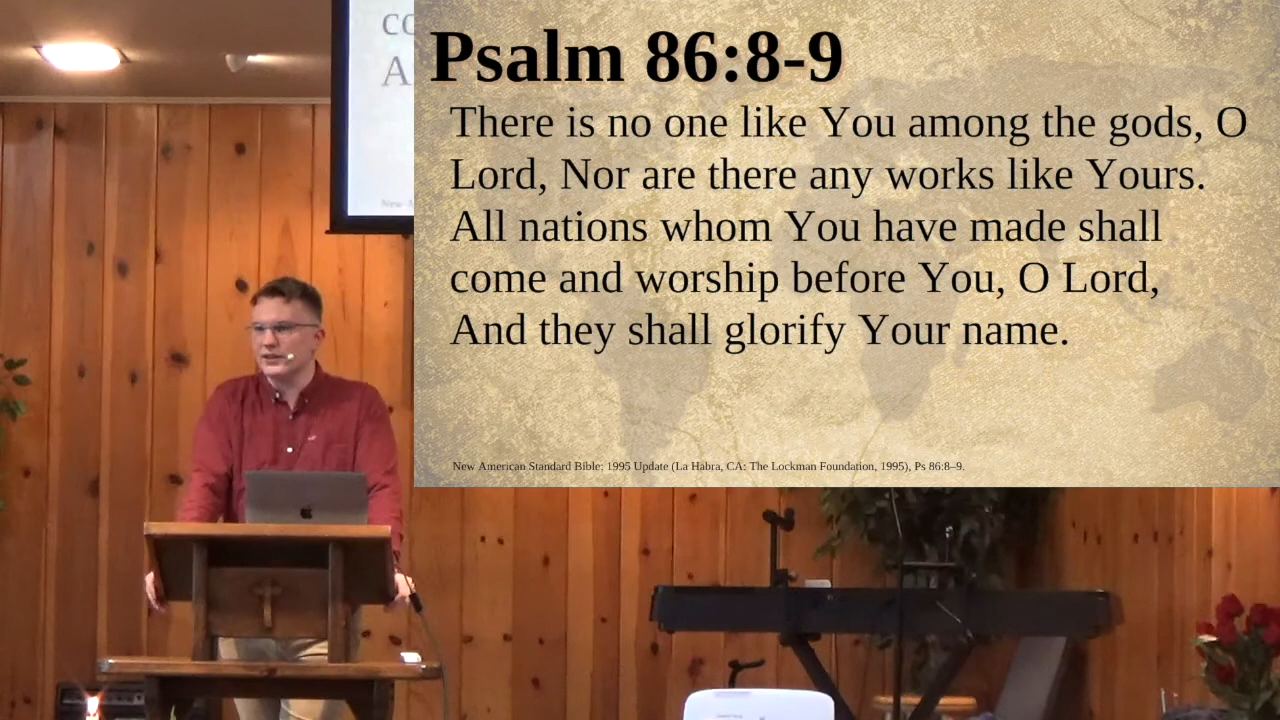 Psalm 86:8-9
There is no one like You among the gods, O
Lord, Nor are there any works like Yours.
All nations whom You have made shall
come and worship before You, O Lord,
And they shall glorify Your name.
New American Standard Bible: 1995 Update (La Habra, CA: The Lockman Foundation, 1995), Ps 86:8–9.